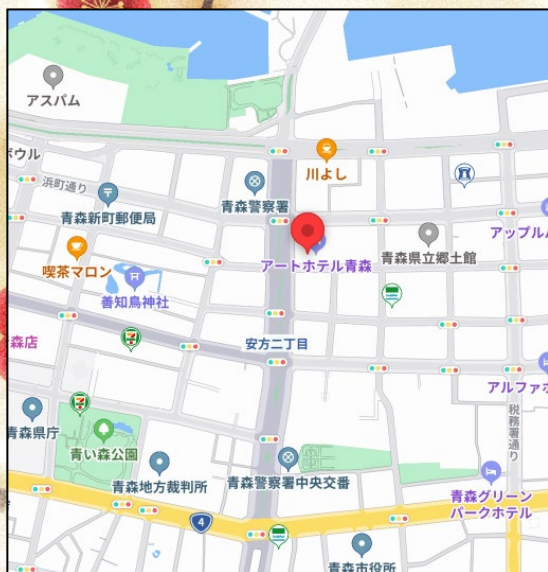 アスパム
ボウル
川よし
浜町通り
青森警察署
青森新町郵便局
アートホテル青森
青森県立郷土館
アップル
喫茶マロン
善知鳥神社
森店
安方二丁目
アルファホ
税務署通り
青森県庁
青い森公園
青森地方裁判所
青森警察署中央交番
青森グリーン
パークホテル
4
青森市役所